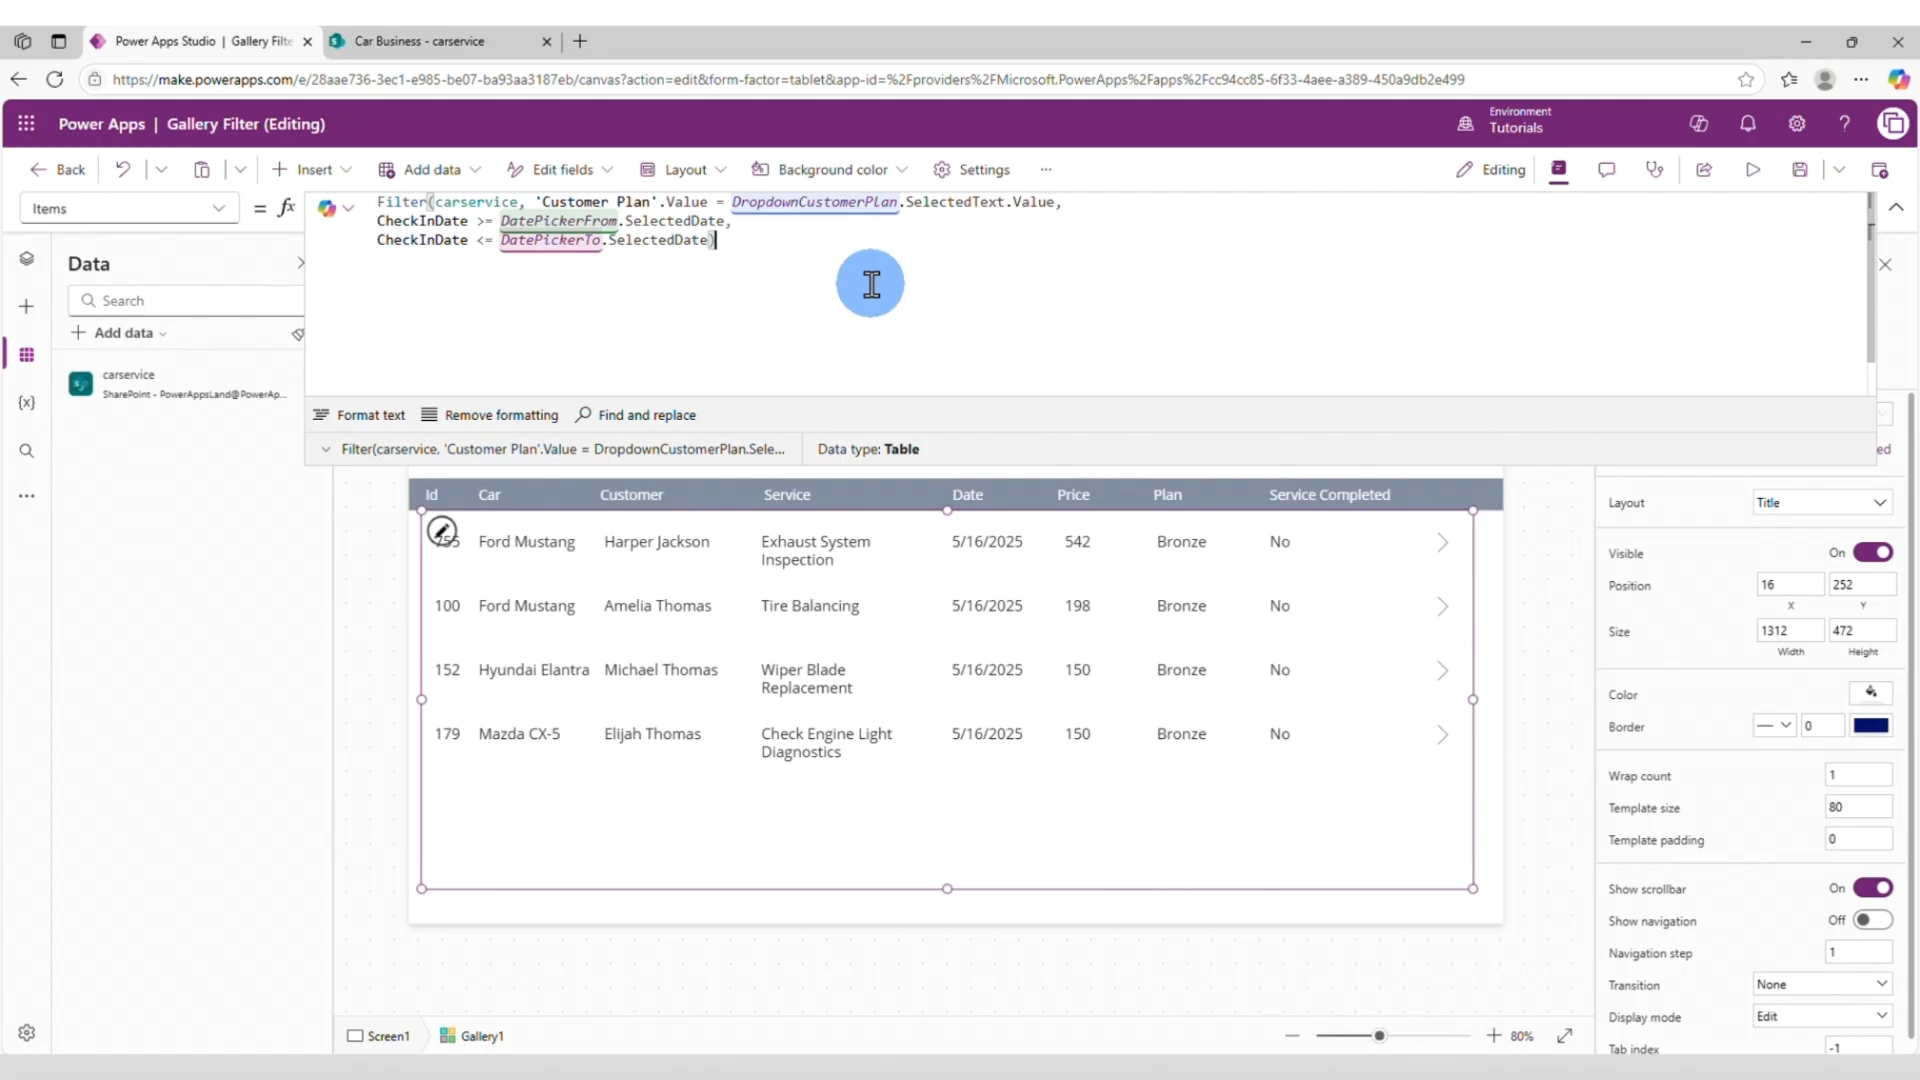 Power Apps Studio | Gallery Filte
Car Business - carservice
https://make.powerapps.com/e/28aae736-3ec1-e985-be07-ba93aa3187eb/canvas?action=edit&form-factor=tablet&app-id=%2Fproviders%2FMicrosoft.PowerApps%2Fapps%2Fcc94cc85-6f33-4aee-a389-450a9db2e499
Power Apps | Gallery Filter (Editing)
Environment
Tutorials
Back Insert Add data Edit fields Layout Background color Settings ... Editing
Items = fx
Filter(carservice, 'Customer Plan'.Value = DropdownCustomerPlan.SelectedText.Value,
CheckInDate >= DatePickerFrom.SelectedDate,
CheckInDate <= DatePickerTo.SelectedDate)
Data
Search
Add data
carservice
SharePoint - PowerAppsLand@PowerAp...
Format text Remove formatting Find and replace
Filter(carservice, 'Customer Plan'.Value = DropdownCustomerPlan.Sele... Data type: Table
ed
Id Car Customer Service Date Price Plan Service Completed
755 Ford Mustang Harper Jackson Exhaust System 5/16/2025 542 Bronze No
Inspection
100 Ford Mustang Amelia Thomas Tire Balancing 5/16/2025 198 Bronze No
152 Hyundai Elantra Michael Thomas Wiper Blade 5/16/2025 150 Bronze No
Replacement
179 Mazda CX-5 Elijah Thomas Check Engine Light 5/16/2025 150 Bronze No
Diagnostics
Layout Title
Visible On
Position 16 252
X Y
Size 1312 472
Width Height
Color
Border 0
Wrap count 1
Template size 80
Template padding 0
Show scrollbar On
Show navigation Off
Navigation step 1
Transition None
Display mode Edit
Tab index -1
Screen1 Gallery1 80%